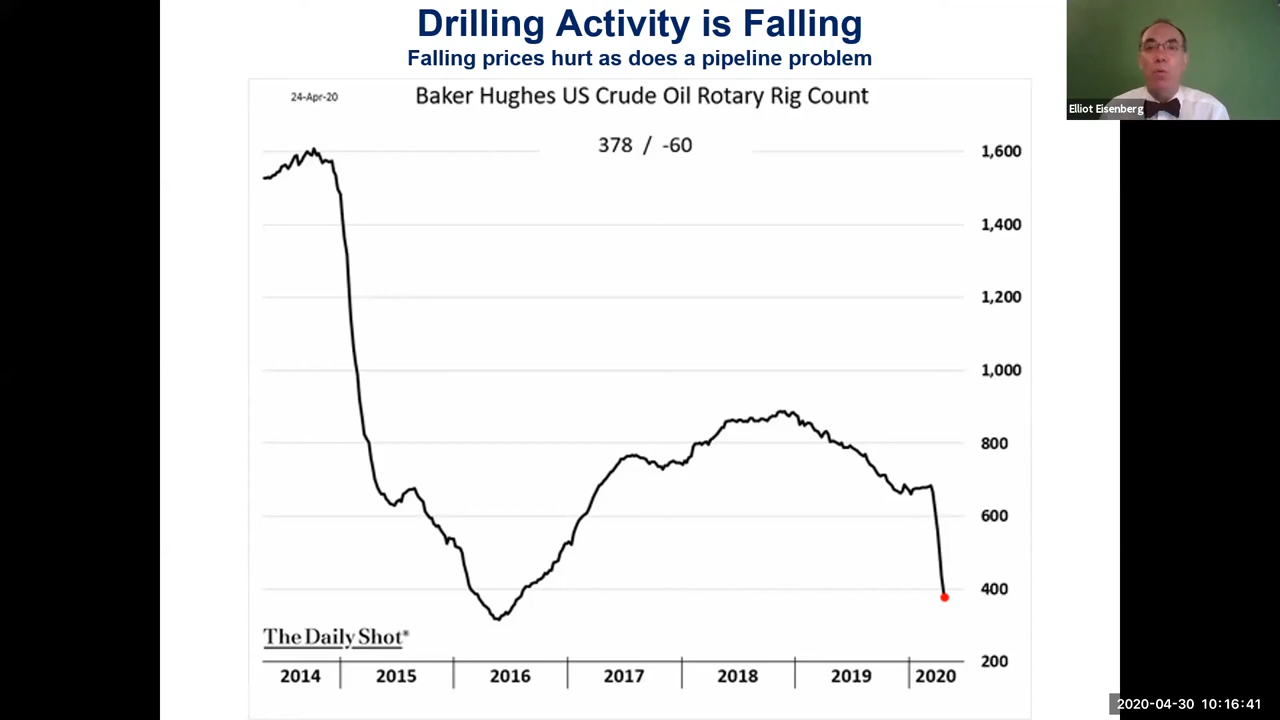 Drilling Activity is Falling
Falling prices hurt as does a pipeline problem
Elliot Eisenberg
24-Apr-20
Baker Hughes US Crude Oil Rotary Rig Count
378 / -60
1,600
1,400
1,200
1,000
800
600
400
200
The Daily Shot®
2014 2015 2016 2017 2018 2019 2020
2020-04-30 10:16:41